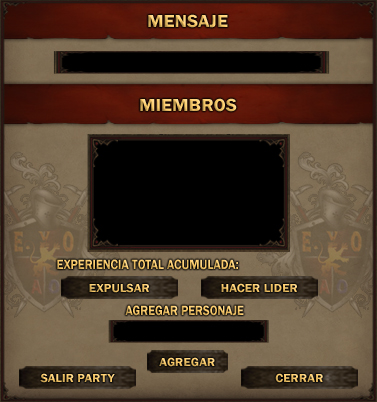 MENSAJE
MIEMBROS
EXPERIENCIA TOTAL ACUMULADA:
EXPULSAR HACER LIDER
AGREGAR PERSONAJE
AGREGAR
SALIR PARTY CERRAR